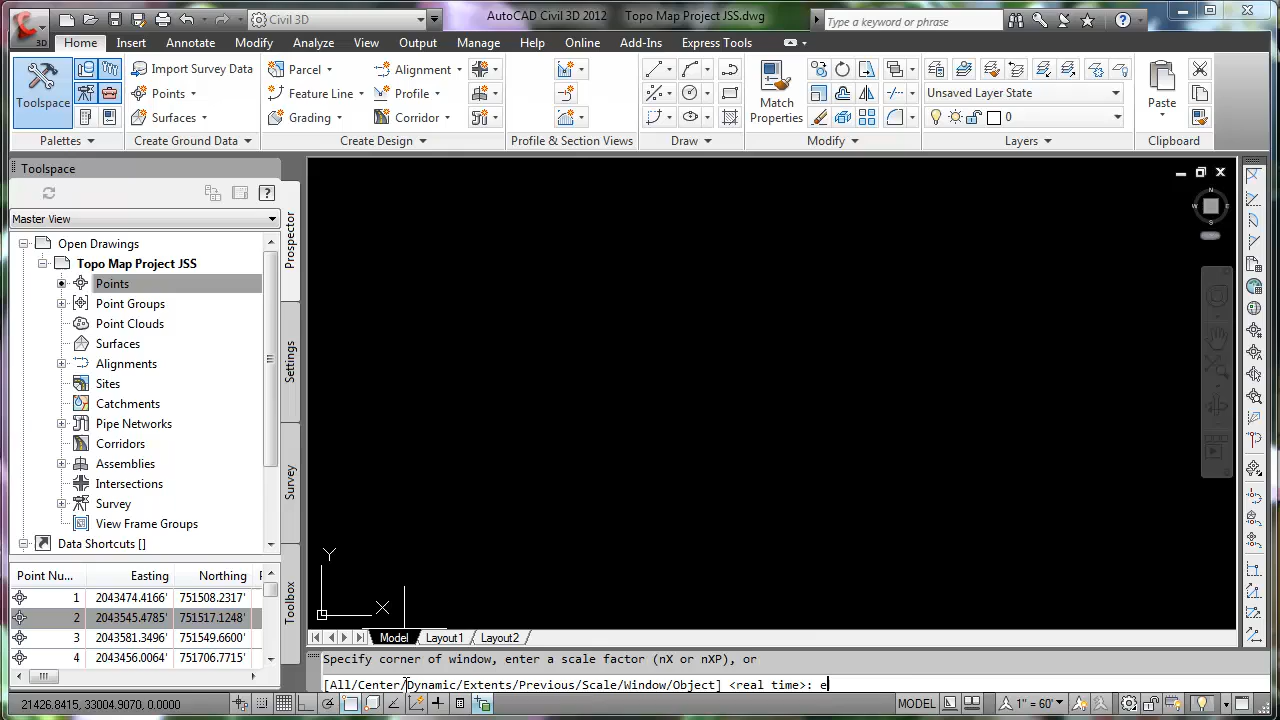 3D
Civil 3D
AutoCAD Civil 3D 2012
Topo Map Project JSS.dwg
Type a keyword or phrase
Home
Insert
Annotate
Modify
View
Analyze
Output
Manage
Help
Online
Add-Ins
Express Tools
Toolspace
Palettes
Import Survey Data
Points
Surfaces
Create Ground Data
Parcel
Feature Line
Grading
Alignment
Profile
Corridor
Create Design
Profile & Section Views
Draw
Match
Properties
Modify
Unsaved Layer State
0
Layers
Paste
Clipboard
Toolspace
Master View
Open Drawings
Topo Map Project JSS
Points
Point Groups
Point Clouds
Surfaces
Alignments
Sites
Catchments
Pipe Networks
Corridors
Assemblies
Intersections
Survey
View Frame Groups
Data Shortcuts []
Prospector
Settings
Survey
Toolbox
Point Nu... Easting Northing
1 2043474.4166' 751508.2317'
2 2043545.4785' 751517.1248'
3 2043581.3496' 751549.6600'
4 2043456.0064' 751706.7715'
N
W E
S
Y
X
Model Layout1 Layout2
Specify corner of window, enter a scale factor (nX or nXP), or
[All/Center/Dynamic/Extents/Previous/Scale/Window/Object] <real time>: e
21426.8415, 33004.9070, 0.0000
MODEL
1" = 60'